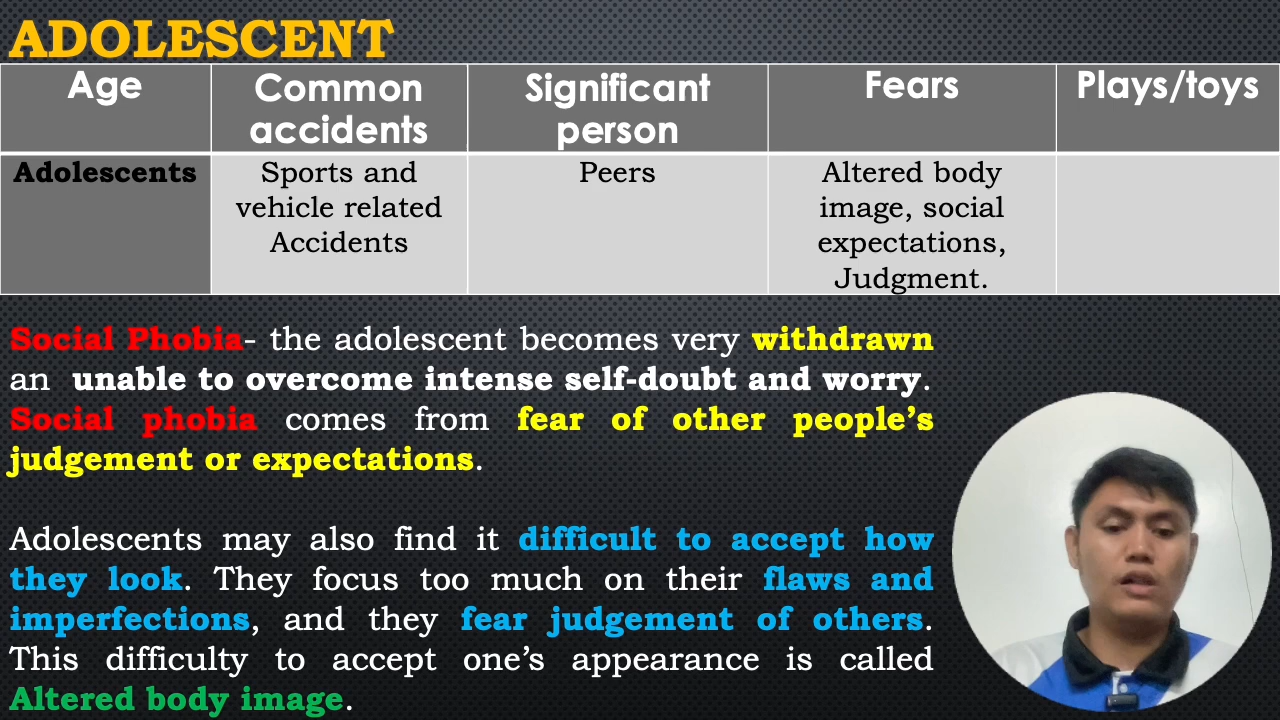 ADOLESCENT
Age
Common
accidents
Significant
person
Fears
Plays/toys
Adolescents
Sports and
vehicle related
Accidents
Peers
Altered body
image, social
expectations,
Judgment.
Social Phobia- the adolescent becomes very withdrawn
an unable to overcome intense self-doubt and worry.
Social phobia comes from fear of other people’s
judgement or expectations.
Adolescents may also find it difficult to accept how
they look. They focus too much on their flaws and
imperfections, and they fear judgement of others.
This difficulty to accept one’s appearance is called
Altered body image.